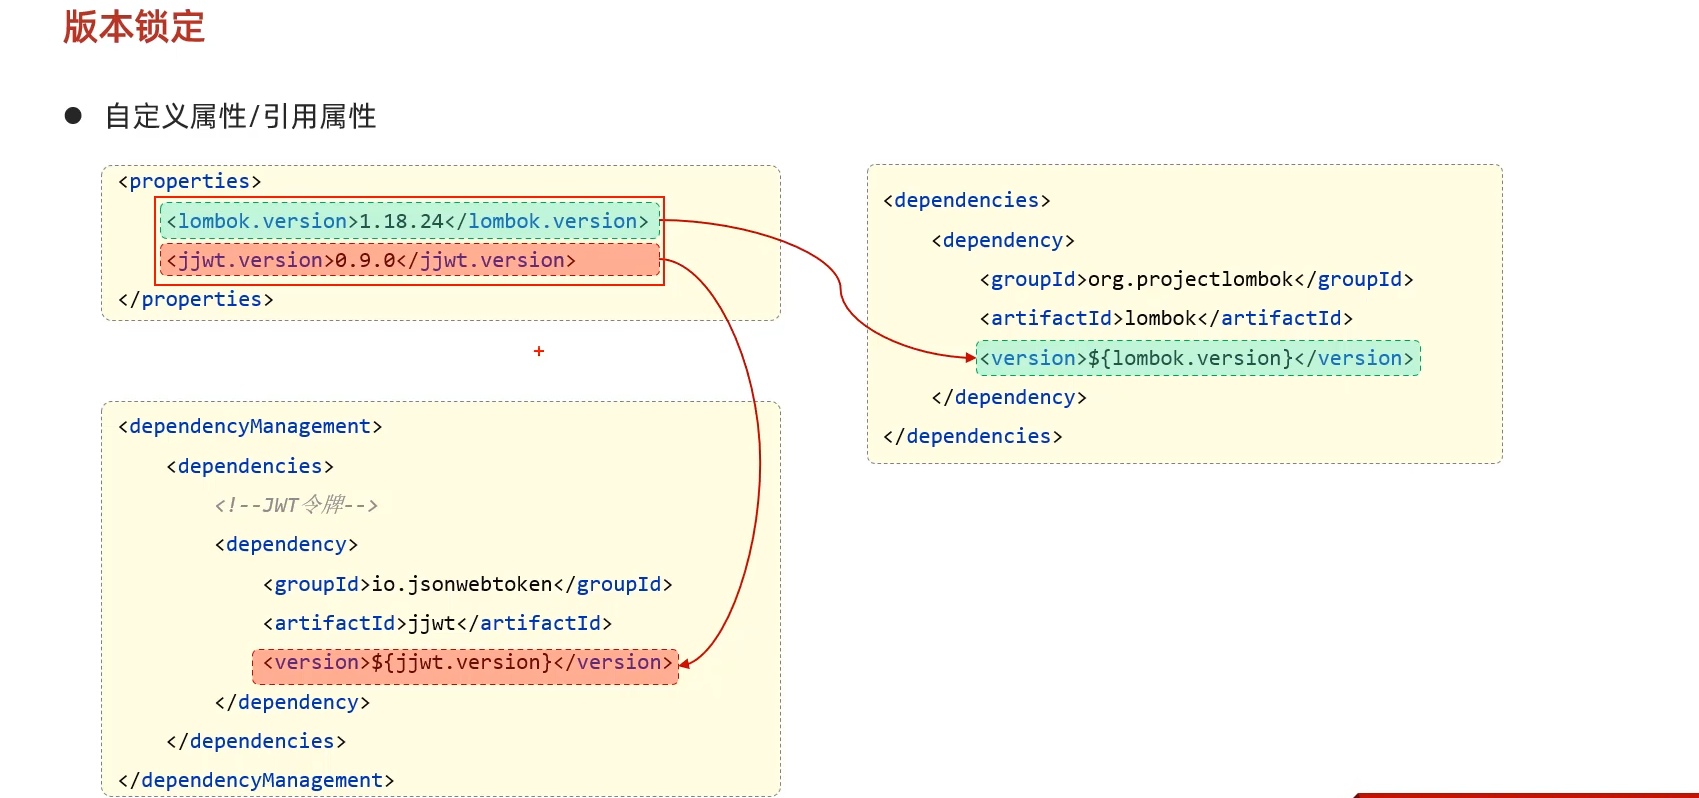 版本锁定
● 自定义属性/引用属性
<properties>
<lombok.version>1.18.24</lombok.version>
<jjwt.version>0.9.0</jjwt.version>
</properties>
<dependencyManagement>
<dependencies>
<!--JWT令牌-->
<dependency>
<groupId>io.jsonwebtoken</groupId>
<artifactId>jjwt</artifactId>
<version>${jjwt.version}</version>
</dependency>
</dependencies>
</dependencyManagement>
<dependencies>
<dependency>
<groupId>org.projectlombok</groupId>
<artifactId>lombok</artifactId>
<version>${lombok.version}</version>
</dependency>
</dependencies>